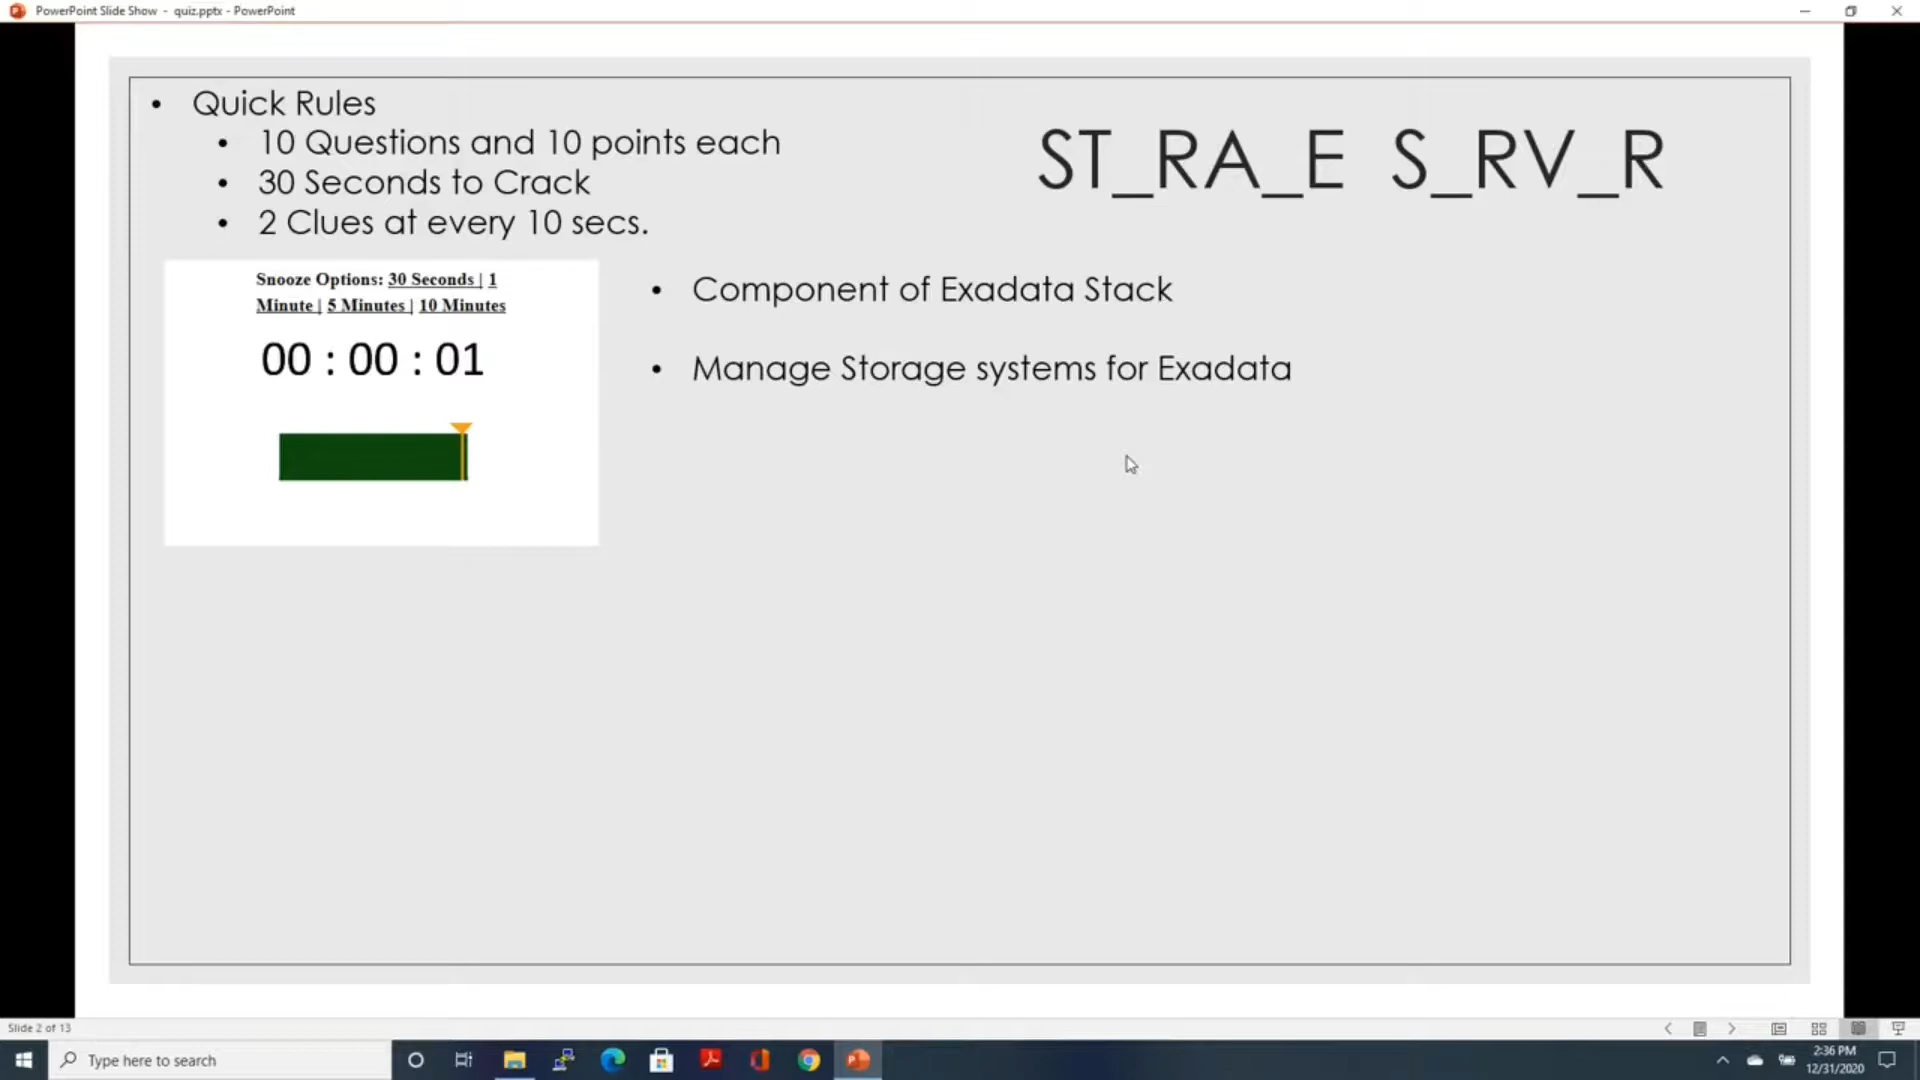 PowerPoint Slide Show - quiz.pptx - PowerPoint
• Quick Rules
• 10 Questions and 10 points each
• 30 Seconds to Crack
• 2 Clues at every 10 secs.
ST_RA_E S_RV_R
Snooze Options: 30 Seconds | 1
Minute | 5 Minutes | 10 Minutes
00 : 00 : 01
• Component of Exadata Stack
• Manage Storage systems for Exadata
Slide 2 of 13
Type here to search
2:36 PM
12/31/2020